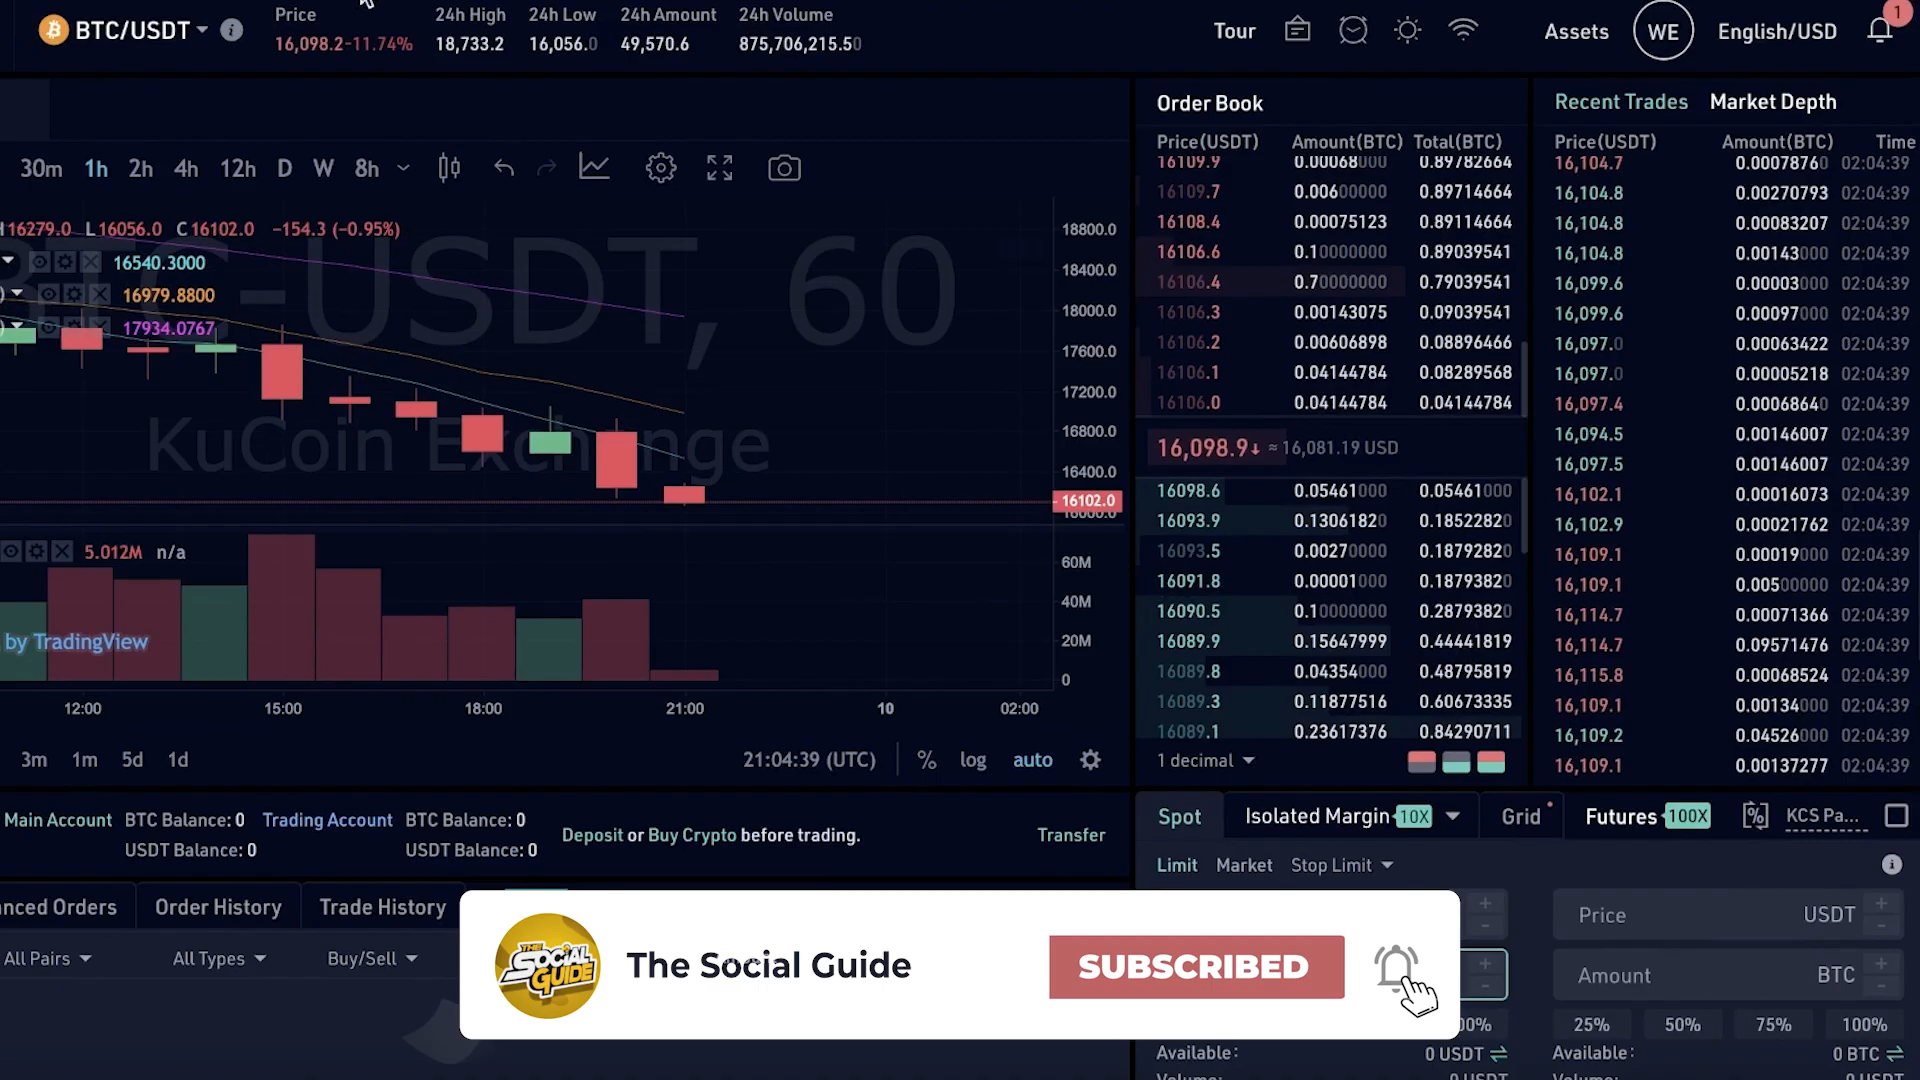 BTC/USDT
Price
16,098.2-11.74%
24h High
18,733.2
24h Low
16,056.0
24h Amount
49,570.6
24h Volume
875,706,215.50
Tour
Assets
WE
English/USD
1
30m 1h 2h 4h 12h D W 8h
H16279.0 L16056.0 C16102.0 −154.3 (−0.95%)
16540.3000
16979.8800
17934.0767
BTC-USDT, 60
KuCoin Exchange
18800.0
18400.0
18000.0
17600.0
17200.0
16800.0
16400.0
16102.0
16000.0
5.012M n/a
60M
40M
20M
0
by TradingView
12:00 15:00 18:00 21:00 10 02:00
3m 1m 5d 1d
21:04:39 (UTC) % log auto
Order Book
Price(USDT) Amount(BTC) Total(BTC)
16109.9 0.00068000 0.89782664
16109.7 0.00600000 0.89714664
16108.4 0.00075123 0.89114664
16106.6 0.10000000 0.89039541
16106.4 0.70000000 0.79039541
16106.3 0.00143075 0.09039541
16106.2 0.00606898 0.08896466
16106.1 0.04144784 0.08289568
16106.0 0.04144784 0.04144784
16,098.9↓ ≈ 16,081.19 USD
16098.6 0.05461000 0.05461000
16093.9 0.13061820 0.18522820
16093.5 0.00270000 0.18792820
16091.8 0.00001000 0.18793820
16090.5 0.10000000 0.28793820
16089.9 0.15647999 0.44441819
16089.8 0.04354000 0.48795819
16089.3 0.11877516 0.60673335
16089.1 0.23617376 0.84290711
1 decimal
Recent Trades Market Depth
Price(USDT) Amount(BTC) Time
16,104.7 0.00078760 02:04:39
16,104.8 0.00270793 02:04:39
16,104.8 0.00083207 02:04:39
16,104.8 0.00143000 02:04:39
16,099.6 0.00003000 02:04:39
16,099.6 0.00097000 02:04:39
16,097.0 0.00063422 02:04:39
16,097.0 0.00005218 02:04:39
16,097.4 0.00068640 02:04:39
16,094.5 0.00146007 02:04:39
16,097.5 0.00146007 02:04:39
16,102.1 0.00016073 02:04:39
16,102.9 0.00021762 02:04:39
16,109.1 0.00019000 02:04:39
16,109.1 0.00500000 02:04:39
16,114.7 0.00071366 02:04:39
16,114.7 0.09571476 02:04:39
16,115.8 0.00068524 02:04:39
16,109.1 0.00134000 02:04:39
16,109.2 0.04526000 02:04:39
16,109.1 0.00137277 02:04:39
Main Account BTC Balance: 0 Trading Account BTC Balance: 0
USDT Balance: 0 USDT Balance: 0
Deposit or Buy Crypto before trading.
Transfer
nced Orders Order History Trade History
All Pairs All Types Buy/Sell
Spot Isolated Margin 10X Grid Futures 100X KCS Pa...
Limit Market Stop Limit
Price USDT
Amount BTC
25% 50% 75% 100%
Available: 0 USDT
Available: 0 BTC
Volume: 0 USDT
THE SOCIAL GUIDE
The Social Guide
SUBSCRIBED